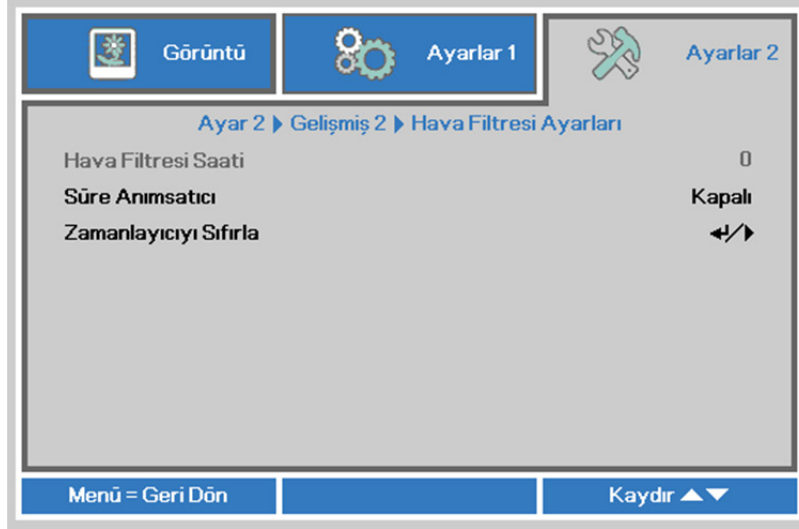 Görüntü Ayarlar 1 Ayarlar 2
Ayar 2 ▶ Gelişmiş 2 ▶ Hava Filtresi Ayarları
Hava Filtresi Saati 0
Süre Anımsatıcı Kapalı
Zamanlayıcıyı Sıfırla ↵/▶
Menü = Geri Dön Kaydır ▲▼